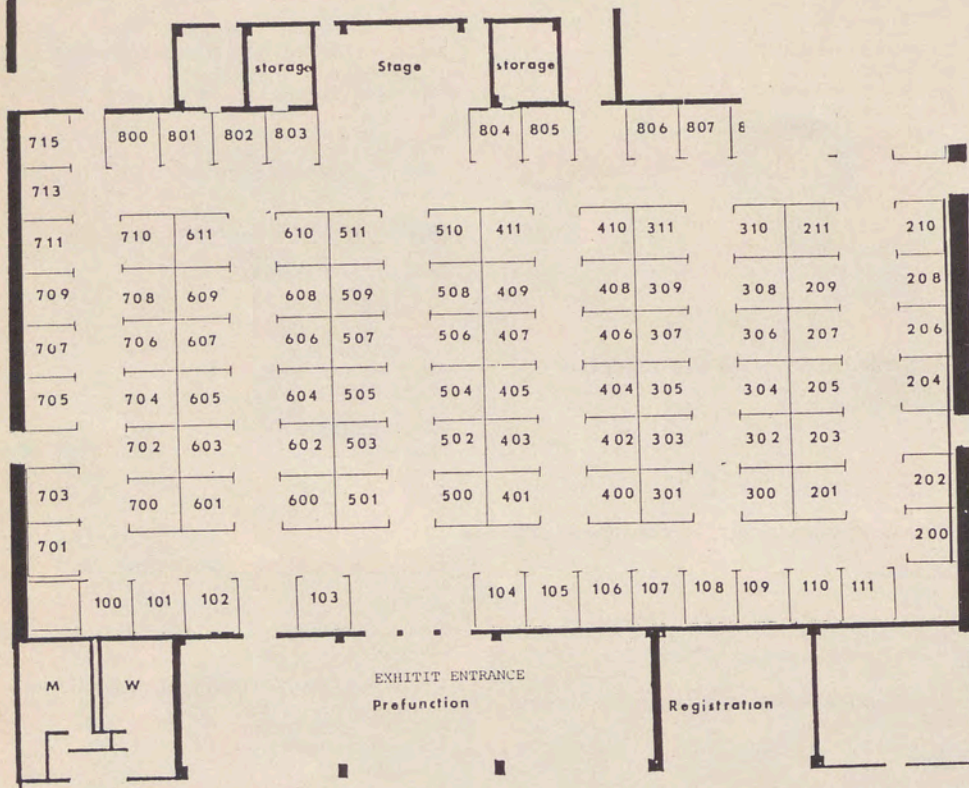 storage Stage storage
715 800 801 802 803 804 805 806 807 8
713
711 710 611 610 511 510 411 410 311 310 211 210
709 708 609 608 509 508 409 408 309 308 209 208
707 706 607 606 507 506 407 406 307 306 207 206
705 704 605 604 505 504 405 404 305 304 205 204
702 603 602 503 502 403 402 303 302 203
703 700 601 600 501 500 401 400 301 300 201 202
701 200
100 101 102 103 104 105 106 107 108 109 110 111
M W EXHITIT ENTRANCE
Prefunction Registration